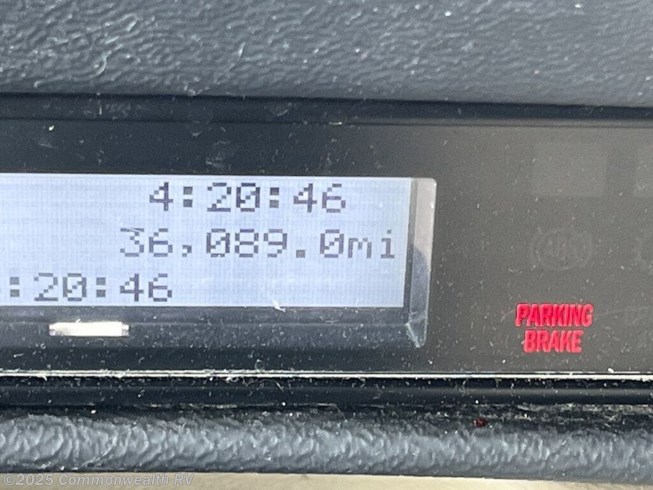 4:20:46
36,089.0mi
:20:46
PARKING
BRAKE
©2025 Commonwealth RV